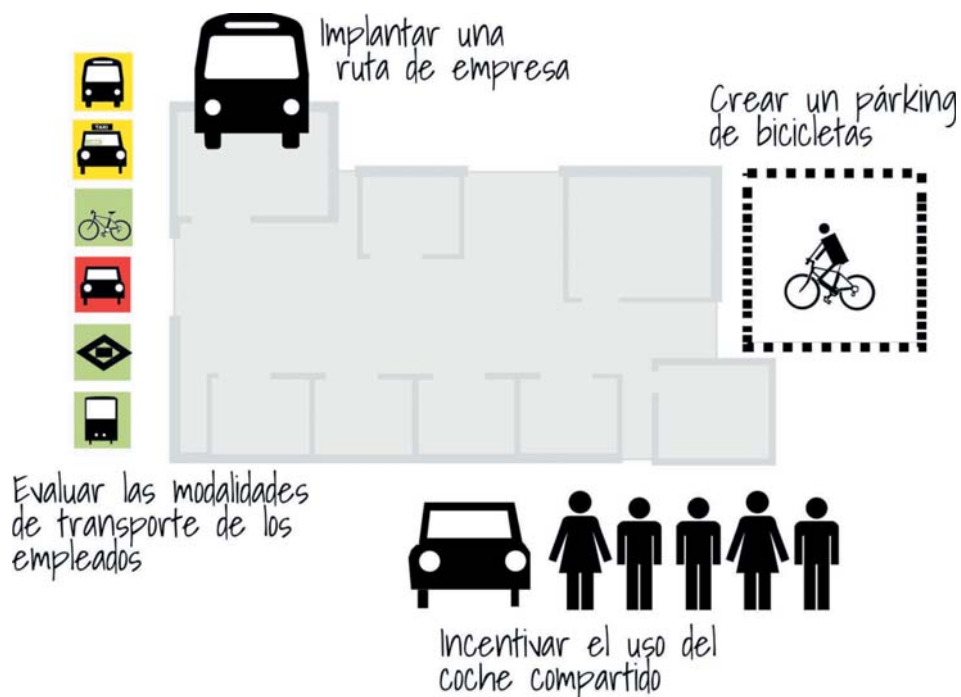 Implantar una
ruta de empresa
TAXI
Crear un párking
de bicicletas
Evaluar las modalidades
de transporte de los
empleados
Incentivar el uso del
coche compartido